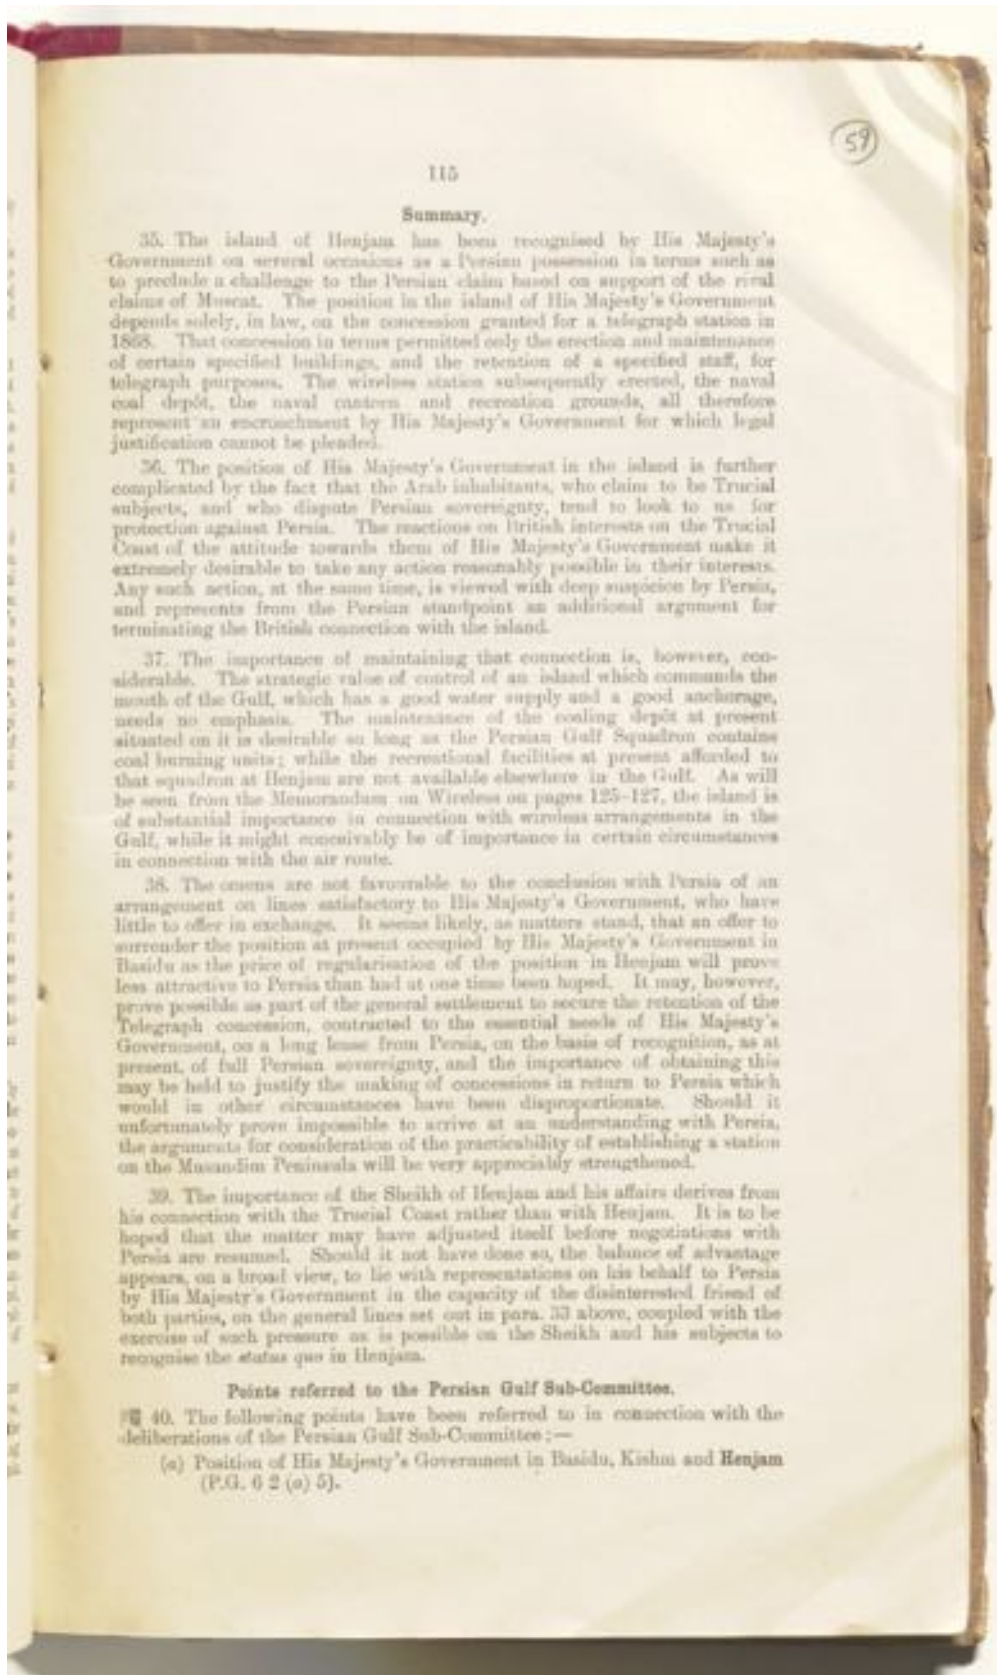 59
115
Summary.
35. The island of Henjam has been recognised by His Majesty's
Government on several occasions as a Persian possession in terms such as
to preclude a challenge to the Persian claim based on support of the rival
claims of Muscat. The position in the island of His Majesty's Government
depends solely, in law, on the concession granted for a telegraph station in
1868. That concession in terms permitted only the erection and maintenance
of certain specified buildings, and the retention of a specified staff, for
telegraph purposes. The wireless station subsequently erected, the naval
coal depôt, the naval canteen and recreation grounds, all therefore
represent an encroachment by His Majesty's Government for which legal
justification cannot be pleaded.
36. The position of His Majesty's Government in the island is further
complicated by the fact that the Arab inhabitants, who claim to be Trucial
subjects, and who dispute Persian sovereignty, tend to look to us for
protection against Persia. The reactions on British interests on the Trucial
Coast of the attitude towards them of His Majesty's Government make it
extremely desirable to take any action reasonably possible in their interests.
Any such action, at the same time, is viewed with deep suspicion by Persia,
and represents from the Persian standpoint an additional argument for
terminating the British connection with the island.
37. The importance of maintaining that connection is, however, con-
siderable. The strategic value of control of an island which commands the
mouth of the Gulf, which has a good water supply and a good anchorage,
needs no emphasis. The maintenance of the coaling depôt at present
situated on it is desirable so long as the Persian Gulf Squadron contains
coal burning units; while the recreational facilities at present afforded to
that squadron at Henjam are not available elsewhere in the Gulf. As will
be seen from the Memorandum on Wireless on pages 125-127, the island is
of substantial importance in connection with wireless arrangements in the
Gulf, while it might conceivably be of importance in certain circumstances
in connection with the air route.
38. The omens are not favourable to the conclusion with Persia of an
arrangement on lines satisfactory to His Majesty's Government, who have
little to offer in exchange. It seems likely, as matters stand, that an offer to
surrender the position at present occupied by His Majesty's Government in
Basidu as the price of regularisation of the position in Henjam will prove
less attractive to Persia than had at one time been hoped. It may, however,
prove possible as part of the general settlement to secure the retention of the
Telegraph concession, contracted to the essential needs of His Majesty's
Government, on a long lease from Persia, on the basis of recognition, as at
present, of full Persian sovereignty, and the importance of obtaining this
may be held to justify the making of concessions in return to Persia which
would in other circumstances have been disproportionate. Should it
unfortunately prove impossible to arrive at an understanding with Persia,
the arguments for consideration of the practicability of establishing a station
on the Musandim Peninsula will be very appreciably strengthened.
39. The importance of the Sheikh of Henjam and his affairs derives from
his connection with the Trucial Coast rather than with Henjam. It is to be
hoped that the matter may have adjusted itself before negotiations with
Persia are resumed. Should it not have done so, the balance of advantage
appears, on a broad view, to lie with representations on his behalf to Persia
by His Majesty's Government in the capacity of the disinterested friend of
both parties, on the general lines set out in para. 33 above, coupled with the
exercise of such pressure as is possible on the Sheikh and his subjects to
recognise the status quo in Henjam.
Points referred to the Persian Gulf Sub-Committee.
40. The following points have been referred to in connection with the
deliberations of the Persian Gulf Sub-Committee:—
(a) Position of His Majesty's Government in Basidu, Kishm and Henjam
(P.G. 6 2 (a) 5).